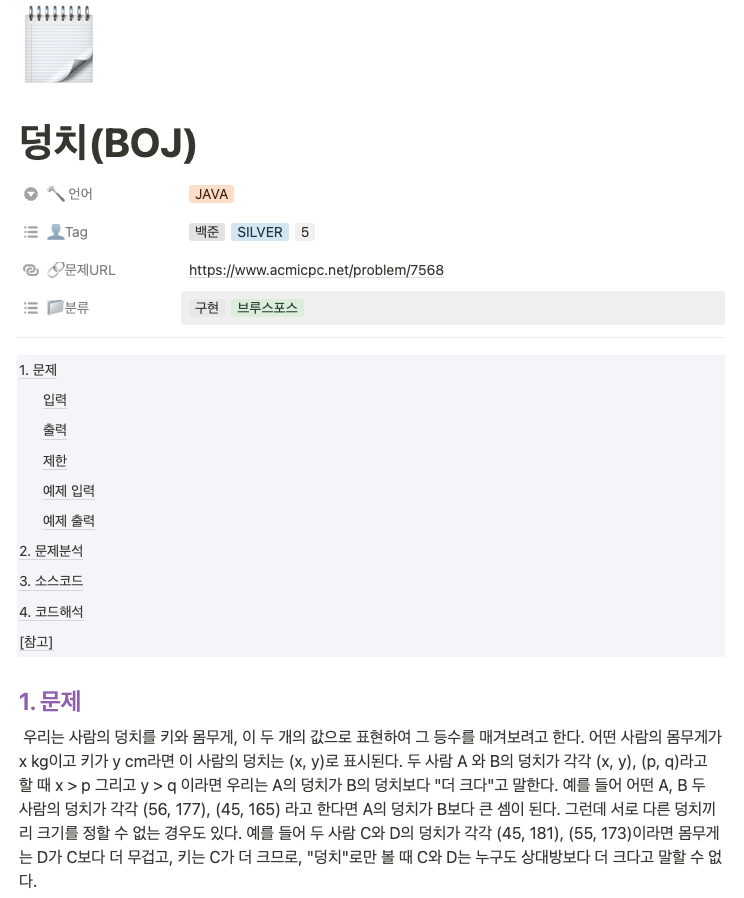 덩치(BOJ)
언어 JAVA
Tag 백준 SILVER 5
문제URL https://www.acmicpc.net/problem/7568
분류 구현 브루스포스
1. 문제
입력
출력
제한
예제 입력
예제 출력
2. 문제분석
3. 소스코드
4. 코드해석
[참고]
1. 문제
우리는 사람의 덩치를 키와 몸무게, 이 두 개의 값으로 표현하여 그 등수를 매겨보려고 한다. 어떤 사람의 몸무게가
x kg이고 키가 y cm라면 이 사람의 덩치는 (x, y)로 표시된다. 두 사람 A 와 B의 덩치가 각각 (x, y), (p, q)라고
할 때 x > p 그리고 y > q 이라면 우리는 A의 덩치가 B의 덩치보다 "더 크다"고 말한다. 예를 들어 어떤 A, B 두
사람의 덩치가 각각 (56, 177), (45, 165) 라고 한다면 A의 덩치가 B보다 큰 셈이 된다. 그런데 서로 다른 덩치끼
리 크기를 정할 수 없는 경우도 있다. 예를 들어 두 사람 C와 D의 덩치가 각각 (45, 181), (55, 173)이라면 몸무게
는 D가 C보다 더 무겁고, 키는 C가 더 크므로, "덩치"로만 볼 때 C와 D는 누구도 상대방보다 더 크다고 말할 수 없
다.